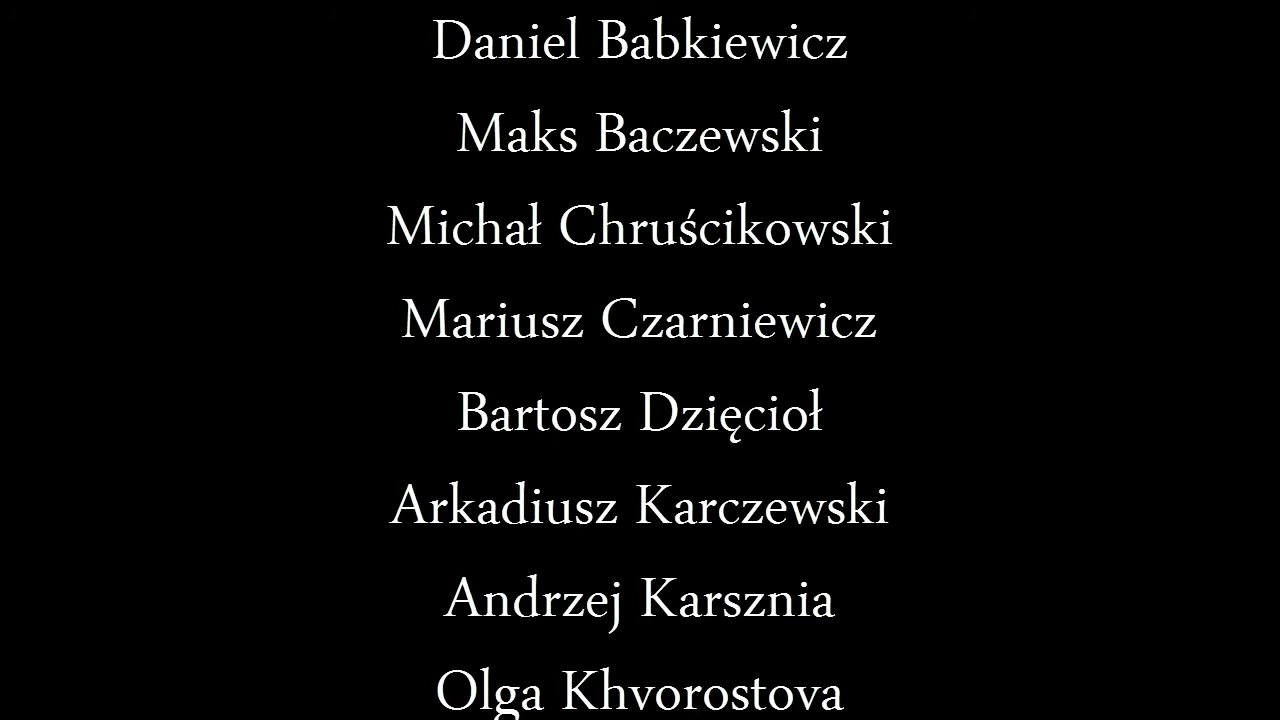 Daniel Babkiewicz
Maks Baczewski
Michał Chruścikowski
Mariusz Czarniewicz
Bartosz Dzięcioł
Arkadiusz Karczewski
Andrzej Karsznia
Olga Khvorostova